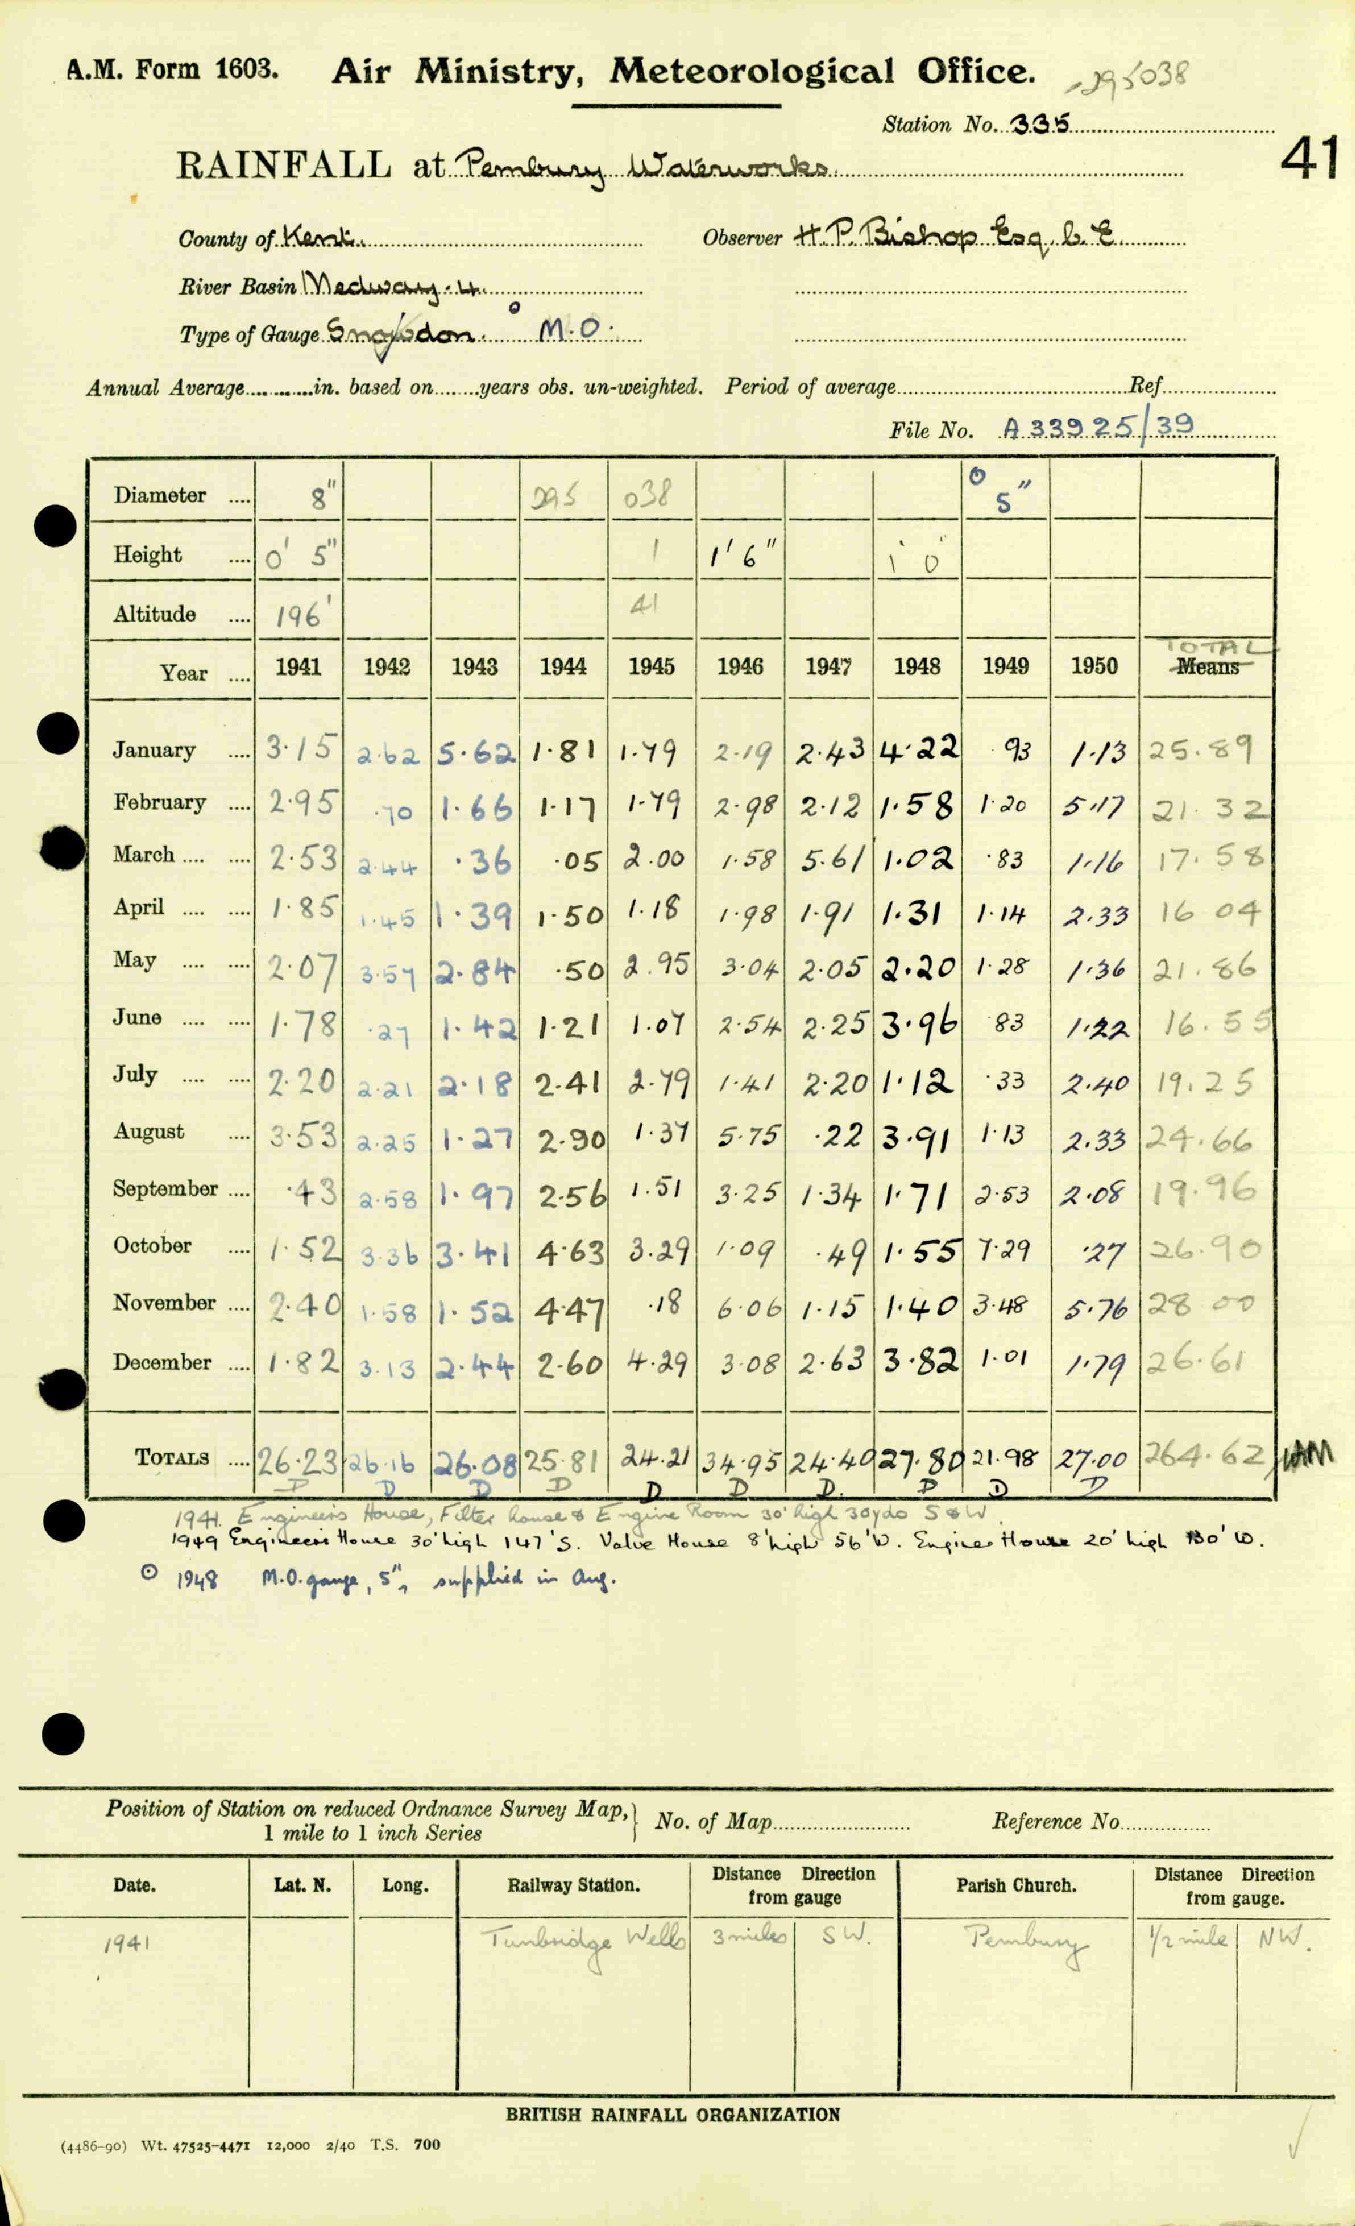 A.M. Form 1603. Air Ministry, Meteorological Office. 295038
Station No. 335
41
RAINFALL at Pembury Waterworks
County of Kent. Observer H.P. Bishop Esq. C.E.
River Basin Medway. 4.
Type of Gauge Snowdon. M.O.
Annual Average............in. based on........years obs. un-weighted. Period of average........Ref........
File No. A 33925/39
Diameter .... 8" 295 038 5"
Height .... 0' 5" 1 1' 6" 1' 0"
Altitude .... 196' 41
TOTAL
Year .... 1941 1942 1943 1944 1945 1946 1947 1948 1949 1950 Means
January .... 3.15 2.62 5.62 1.81 1.79 2.19 2.43 4.22 .93 1.13 25.89
February .... 2.95 .70 1.66 1.17 1.79 2.98 2.12 1.58 1.20 5.17 21.32
March .... .... 2.53 2.44 .36 .05 2.00 1.58 5.61 1.02 .83 1.16 17.58
April .... .... 1.85 1.45 1.39 1.50 1.18 1.98 1.91 1.31 1.14 2.33 16 04
May .... .... 2.07 3.57 2.84 .50 2.95 3.04 2.05 2.20 1.28 1.36 21.86
June .... .... 1.78 .27 1.42 1.21 1.07 2.54 2.25 3.96 83 1.22 16.55
July .... .... 2.20 2.21 2.18 2.41 2.79 1.41 2.20 1.12 .33 2.40 19.25
August .... 3.53 2.25 1.27 2.90 1.37 5.75 .22 3.91 1.13 2.33 24.66
September .... .43 2.58 1.97 2.56 1.51 3.25 1.34 1.71 2.53 2.08 19.96
October .... 1.52 3.36 3.41 4.63 3.29 1.09 .49 1.55 7.29 .27 26.90
November .... 2.40 1.58 1.52 4.47 .18 6.06 1.15 1.40 3.48 5.76 28 00
December .... 1.82 3.13 2.44 2.60 4.29 3.08 2.63 3.82 1.01 1.79 26.61
TOTALS .... 26.23 26.16 26.08 25.81 24.21 34.95 24.40 27.80 21.98 27.00 264.62
D D D D D D D. D D D
1941. Engineers House, Filter house & Engine Room 30' high 30yds S & W.
1949 Engineers House 30' high 147' S. Valve House 8' high 56' W. Engine House 20' high 130' W.
1948 M.O. gauge, 5", supplied in Aug.
Position of Station on reduced Ordnance Survey Map,} No. of Map........ Reference No........
1 mile to 1 inch Series
Date. Lat. N. Long. Railway Station. Distance Direction from gauge Parish Church. Distance Direction from gauge.
1941 Tunbridge Wells 3 miles S W. Pembury 1/2 mile NW.
BRITISH RAINFALL ORGANIZATION
(4486-90) Wt. 47525-4471 12,000 2/40 T.S. 700